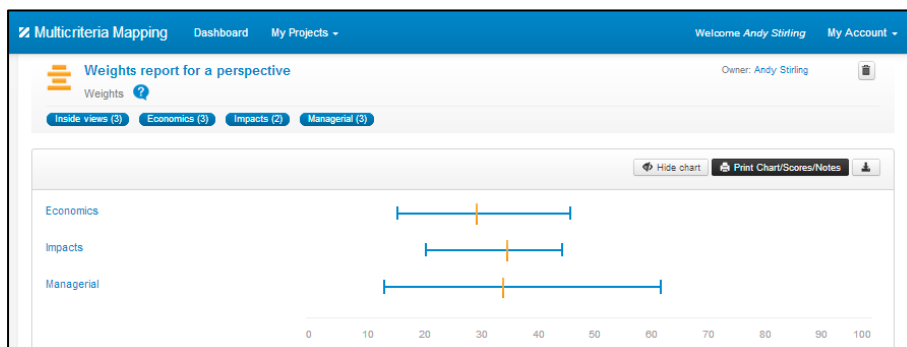 Multicriteria Mapping Dashboard My Projects Welcome Andy Stirling My Account
Weights report for a perspective Owner: Andy Stirling
Weights ?
Inside views (3) Economics (3) Impacts (2) Managerial (3)
Hide chart Print Chart/Scores/Notes
Economics
Impacts
Managerial
0 10 20 30 40 50 60 70 80 90 100